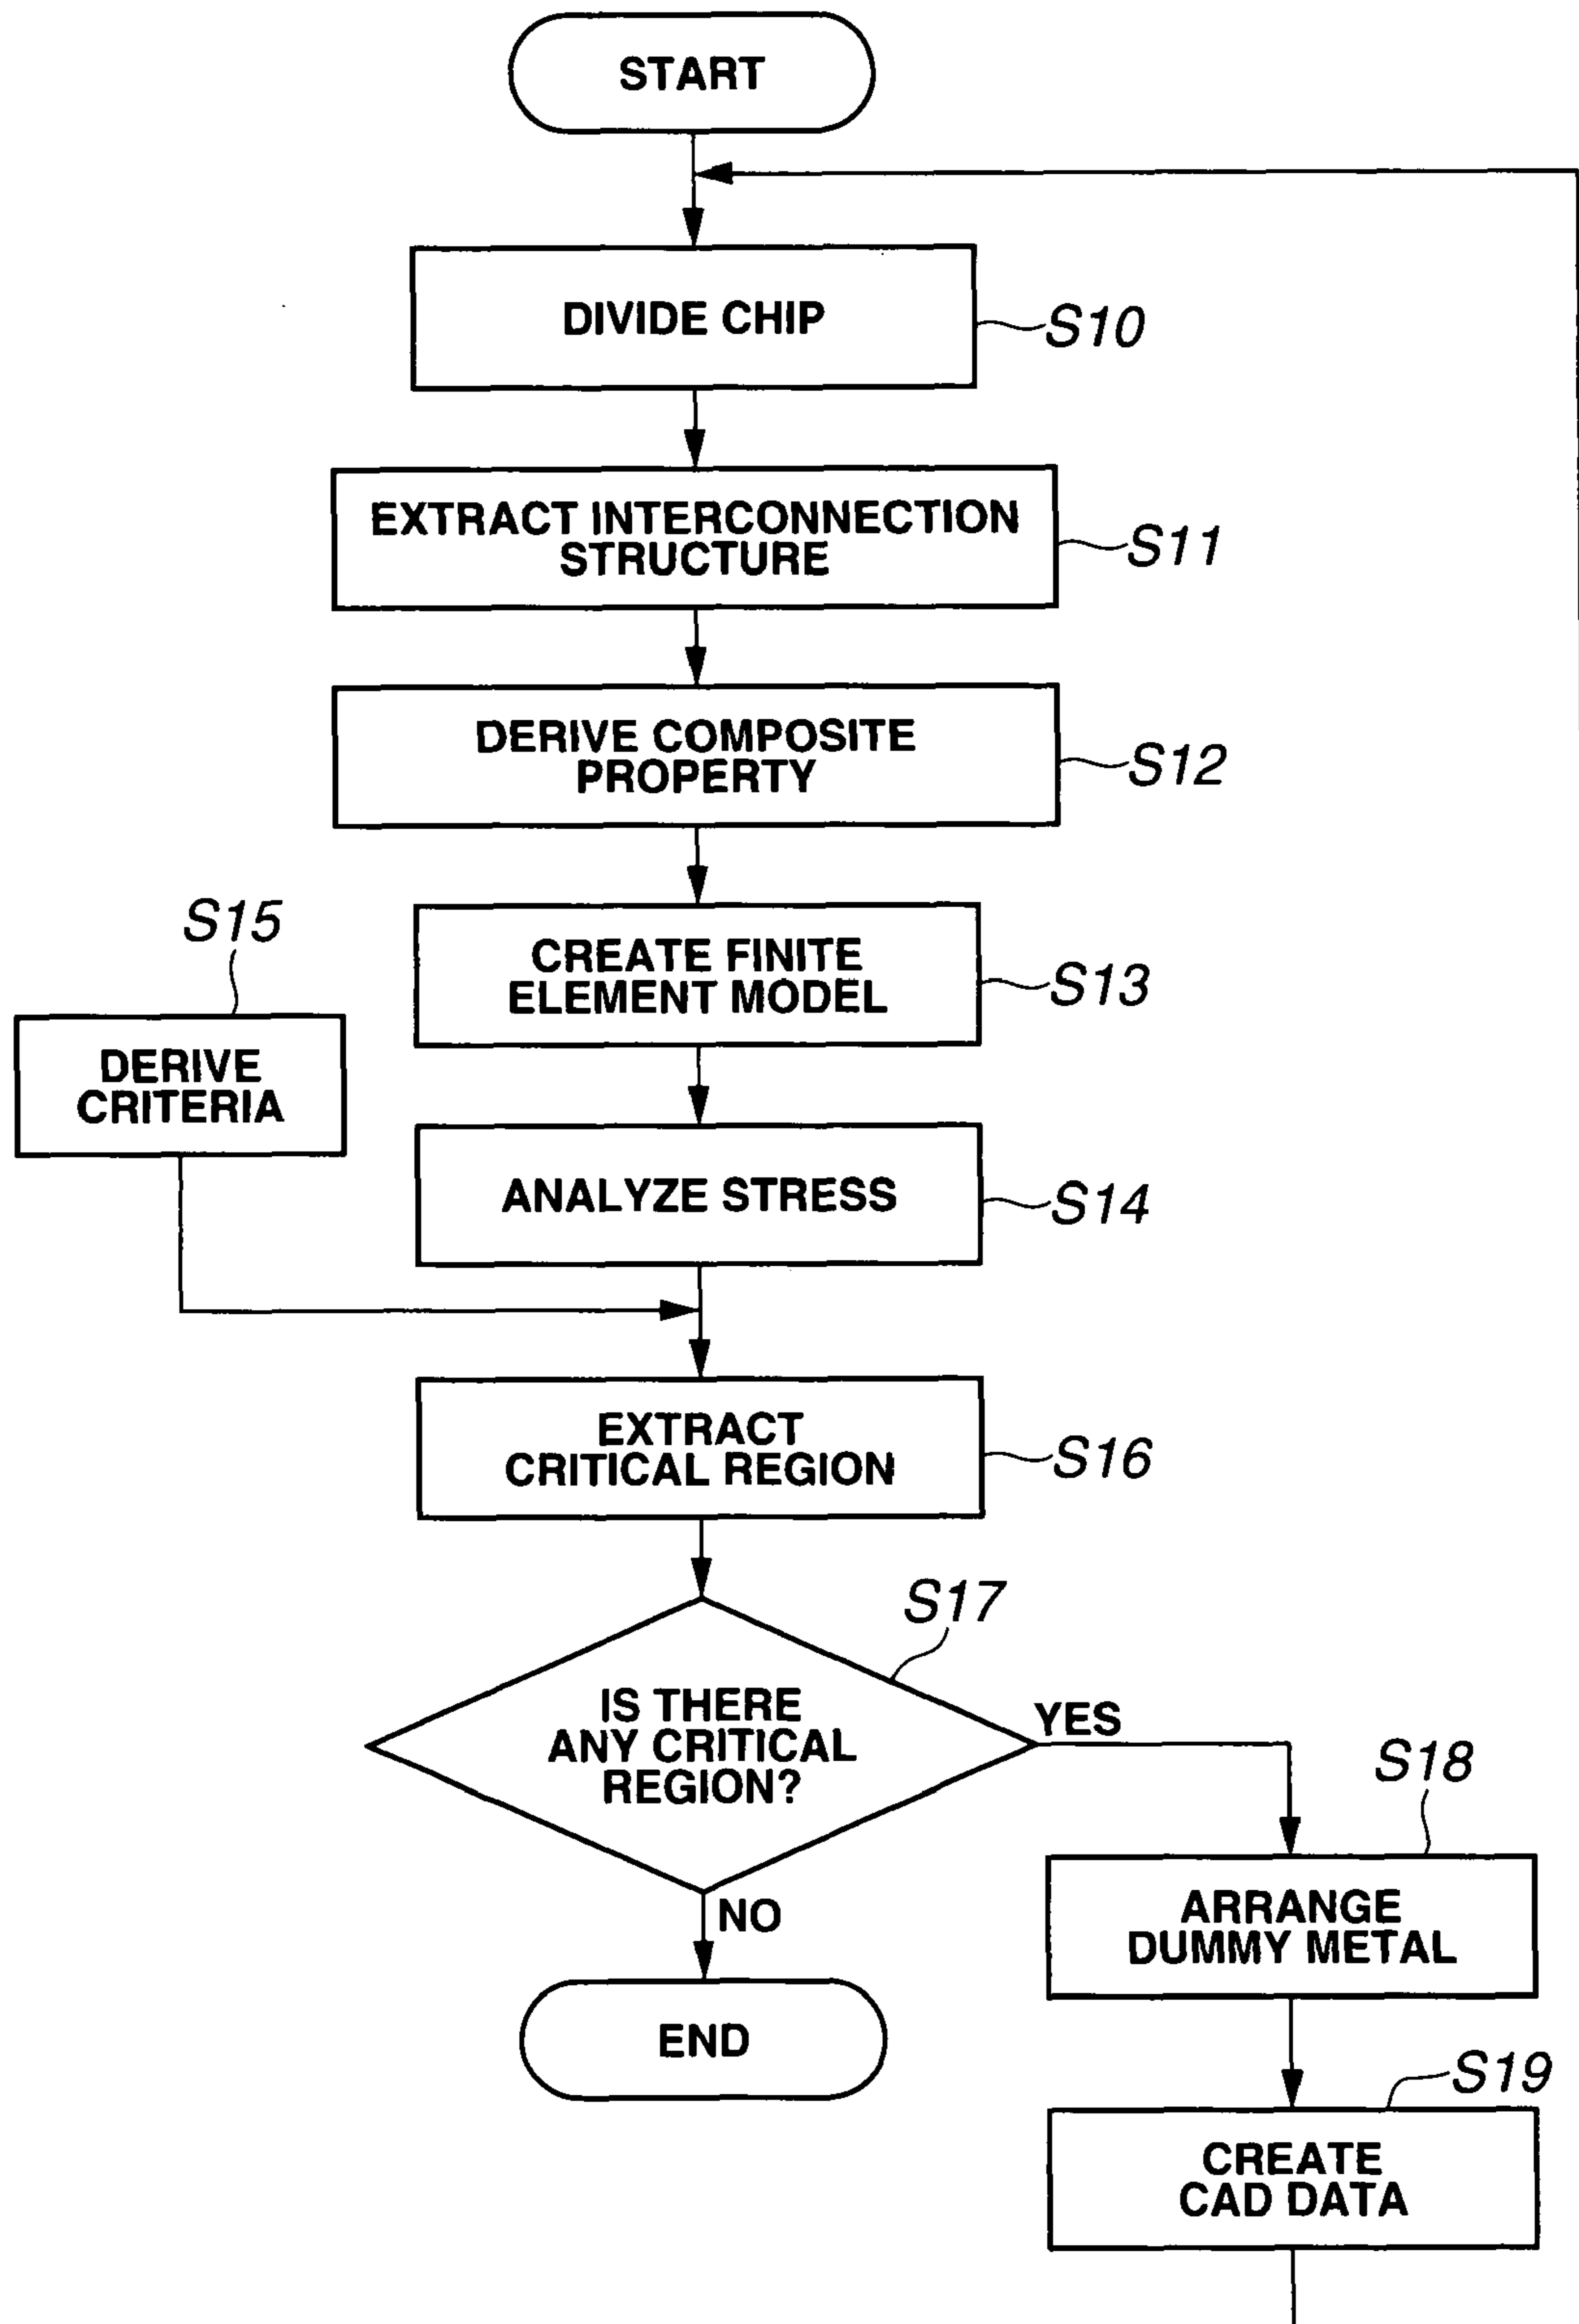 START
DIVIDE CHIP
S10
EXTRACT INTERCONNECTION
STRUCTURE
S11
DERIVE COMPOSITE
PROPERTY
S12
S15
DERIVE
CRITERIA
CREATE FINITE
ELEMENT MODEL
S13
ANALYZE STRESS
S14
EXTRACT
CRITICAL REGION
S16
S17
IS THERE
ANY CRITICAL
REGION?
YES
NO
END
S18
ARRANGE
DUMMY METAL
S19
CREATE
CAD DATA